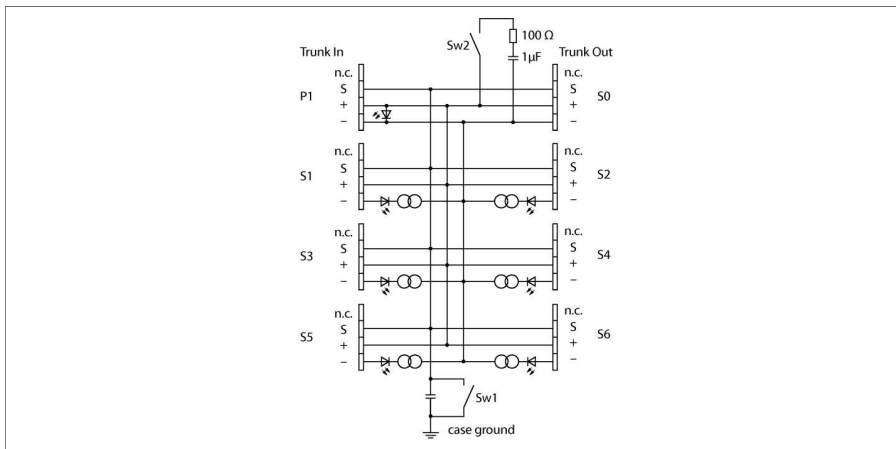 100 Ω
Sw2
1µF
Trunk In
Trunk Out
n.c.
n.c.
P1
S
S
S0
+
+
–
–
n.c.
n.c.
S1
S
S
S2
+
+
–
–
n.c.
n.c.
S3
S
S
S4
+
+
–
–
n.c.
n.c.
S5
S
S
S6
+
+
–
–
Sw1
case ground